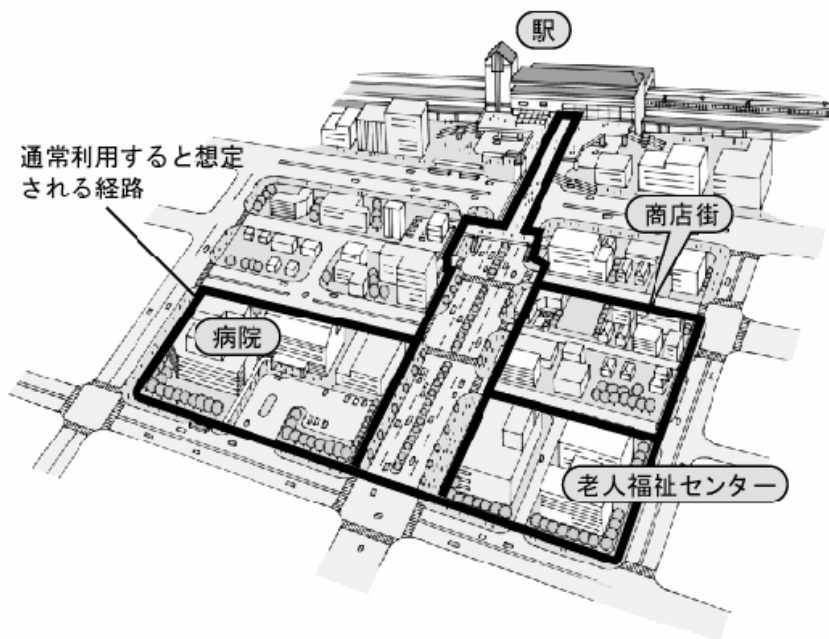 駅
通常利用すると想定
される経路
商店街
病院
老人福祉センター